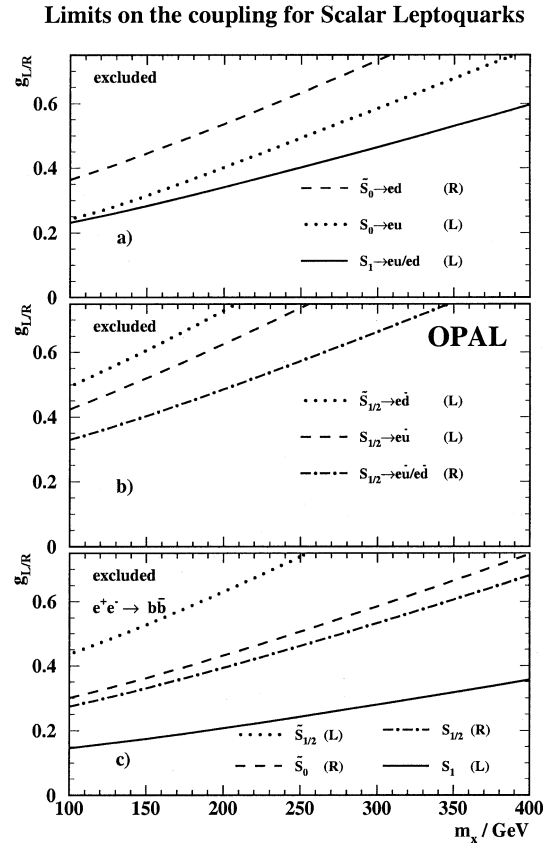 Limits on the coupling for Scalar Leptoquarks
g_L/R
excluded
0.6
0.4
0.2
0
S̃_0→ed (R)
S_0→eu (L)
S_1→eu/ed (L)
a)
g_L/R
excluded
OPAL
0.6
0.4
0.2
0
S̃_1/2→ed̄ (L)
S_1/2→eū (L)
S_1/2→eū/ed̄ (R)
b)
g_L/R
excluded
e⁺e⁻→ bb̄
0.6
0.4
0.2
0
S̃_1/2 (L) S_1/2 (R)
S̃_0 (R) S_1 (L)
c)
100 150 200 250 300 350 400
m_x / GeV